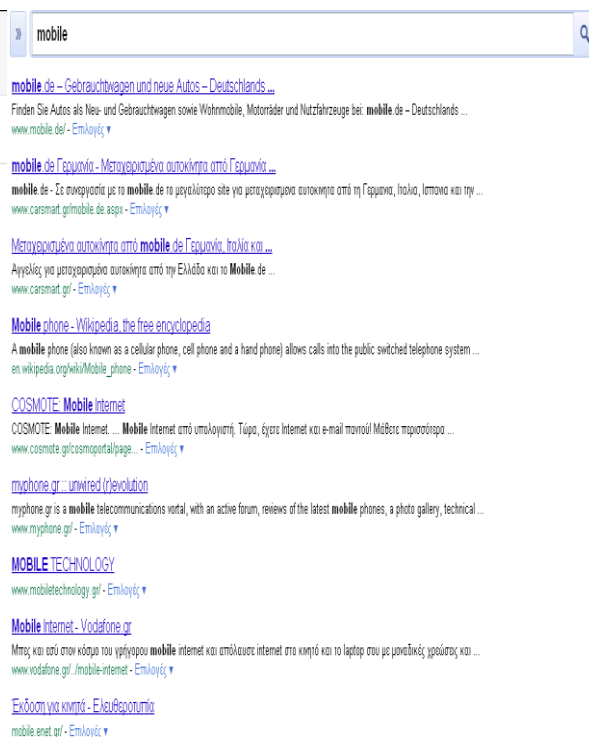 » mobile
mobile.de – Gebrauchtwagen und neue Autos – Deutschlands ...
Finden Sie Autos als Neu- und Gebrauchtwagen sowie Wohnmobile, Motorräder und Nutzfahrzeuge bei: mobile.de – Deutschlands ...
www.mobile.de/ - Επιλογές ▼
mobile.de Γερμανία - Μεταχειρισμένα αυτοκίνητα από Γερμανία ...
mobile.de - Σε συνεργασία με το mobile.de το μεγαλύτερο site για μεταχειρισμενα αυτοκινητα από τη Γερμανια, Ιταλια, Ισπανια και την ...
www.carsmart.gr/mobile.de.aspx - Επιλογές ▼
Μεταχειρισμένα αυτοκίνητα από mobile.de Γερμανία, Ιταλία και ...
Αγγελίες για μεταχειρισμένα αυτοκίνητα από την Ελλάδα και το Mobile.de ...
www.carsmart.gr/ - Επιλογές ▼
Mobile phone - Wikipedia, the free encyclopedia
A mobile phone (also known as a cellular phone, cell phone and a hand phone) allows calls into the public switched telephone system ...
en.wikipedia.org/wiki/Mobile_phone - Επιλογές ▼
COSMOTE: Mobile Internet
COSMOTE: Mobile Internet. ... Mobile Internet από υπολογιστή. Τώρα, έχετε Internet και e-mail παντού! Μάθετε περισσότερα ...
www.cosmote.gr/cosmoportal/page... - Επιλογές ▼
myphone.gr :: unwired (r)evolution
myphone.gr is a mobile telecommunications vortal, with an active forum, reviews of the latest mobile phones, a photo gallery, technical ...
www.myphone.gr/ - Επιλογές ▼
MOBILE TECHNOLOGY
www.mobiletechnology.gr/ - Επιλογές ▼
Mobile Internet - Vodafone.gr
Μπες και εσύ στον κόσμο του γρήγορου mobile internet και απόλαυσε internet στο κινητό και το laptop σου με μοναδικές χρεώσεις και ...
www.vodafone.gr/../mobile-internet - Επιλογές ▼
Έκδοση για κινητά - Ελευθεροτυπία
mobile.enet.gr/ - Επιλογές ▼